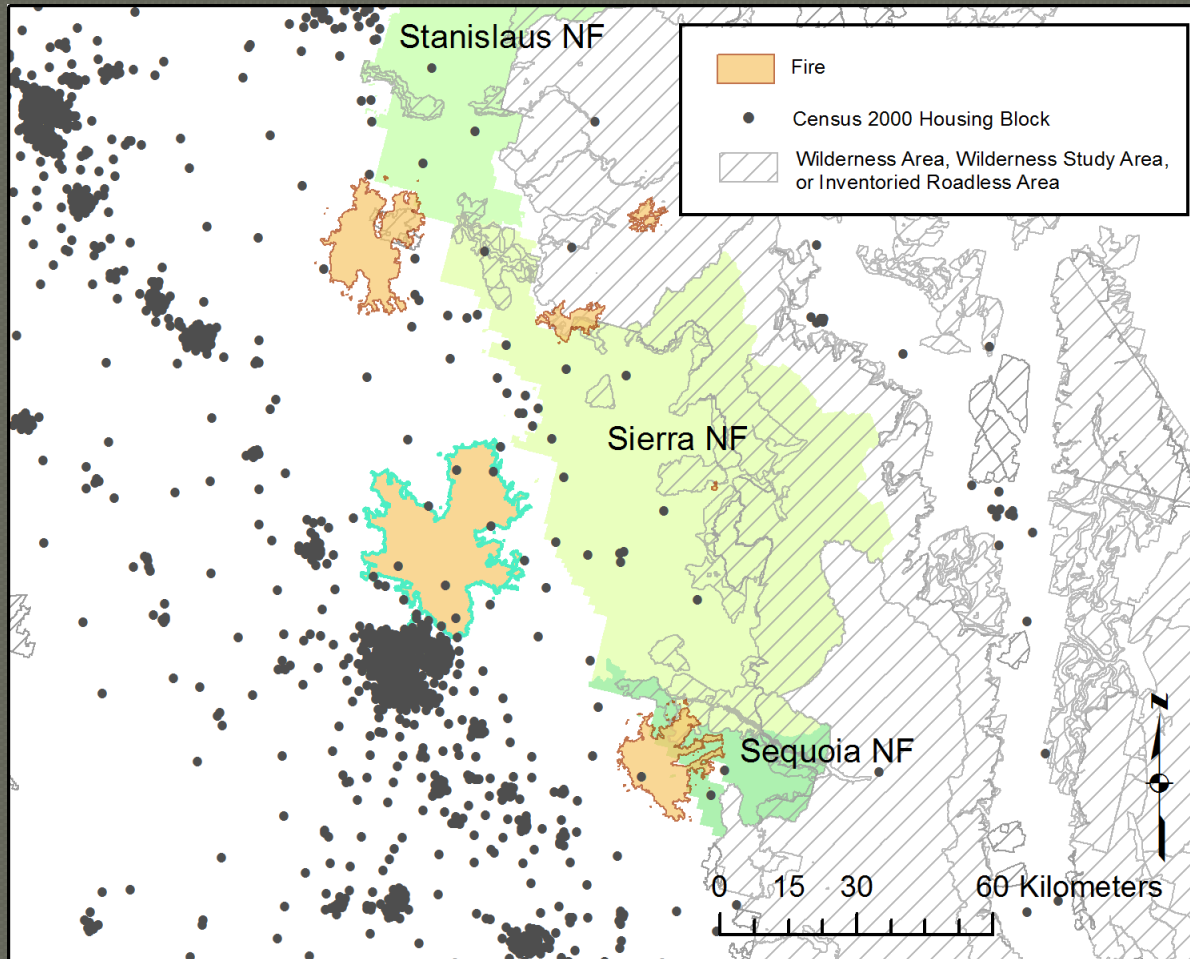 Stanislaus NF
Fire
Census 2000 Housing Block
Wilderness Area, Wilderness Study Area,
or Inventoried Roadless Area
Sierra NF
Sequoia NF
N
0 15 30 60 Kilometers